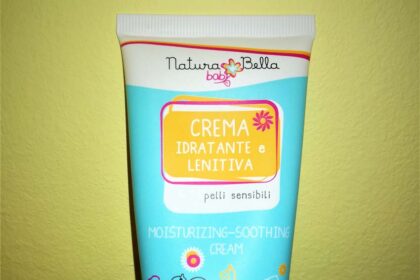 Natura Bella
baby
CREMA
IDRATANTE e
LENITIVA
pelli sensibili
MOISTURIZING-SOOTHING
CREAM